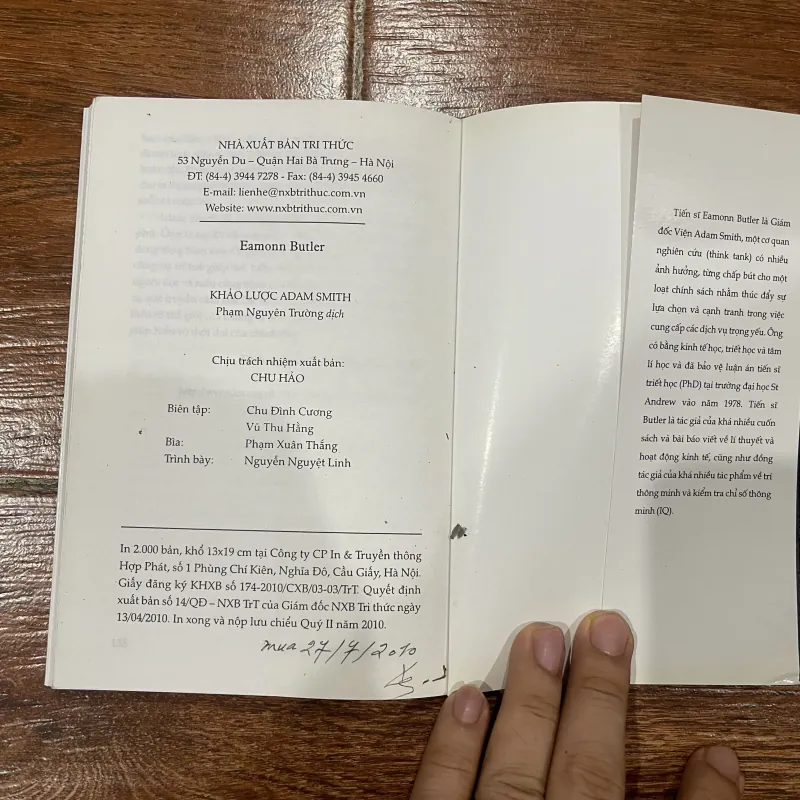 NHÀ XUẤT BẢN TRI THỨC
53 Nguyễn Du – Quận Hai Bà Trưng – Hà Nội
ĐT: (84-4) 3944 7278 - Fax: (84-4) 3945 4660
E-mail: lienhe@nxbtrithuc.com.vn
Website: www.nxbtrithuc.com.vn
Eamonn Butler
KHẢO LƯỢC ADAM SMITH
Phạm Nguyên Trường dịch
Chịu trách nhiệm xuất bản:
CHU HẢO
Biên tập: Chu Đình Cương
Vũ Thu Hằng
Bìa: Phạm Xuân Thắng
Trình bày: Nguyễn Nguyệt Linh
In 2.000 bản, khổ 13x19 cm tại Công ty CP In & Truyền thông
Hợp Phát, số 1 Phùng Chí Kiên, Nghĩa Đô, Cầu Giấy, Hà Nội.
Giấy đăng ký KHXB số 174-2010/CXB/03-03/TrT. Quyết định
xuất bản số 14/QĐ – NXB TrT của Giám đốc NXB Tri thức ngày
13/04/2010. In xong và nộp lưu chiểu Quý II năm 2010.
mua 27/7/2010
Tiến sĩ Eamonn Butler là Giám
đốc Viện Adam Smith, một cơ quan
nghiên cứu (think tank) có nhiều
ảnh hưởng, từng chấp bút cho một
loạt chính sách nhằm thúc đẩy sự
lựa chọn và cạnh tranh trong việc
cung cấp các dịch vụ trọng yếu. Ông
có bằng kinh tế học, triết học và tâm
lí học và đã bảo vệ luận án tiến sĩ
triết học (PhD) tại trường đại học St
Andrew vào năm 1978. Tiến sĩ
Butler là tác giả của khá nhiều cuốn
sách và bài báo viết về lí thuyết và
hoạt động kinh tế, cũng như đồng
tác giả của khá nhiều tác phẩm về trí
thông minh và kiểm tra chỉ số thông
minh (IQ).